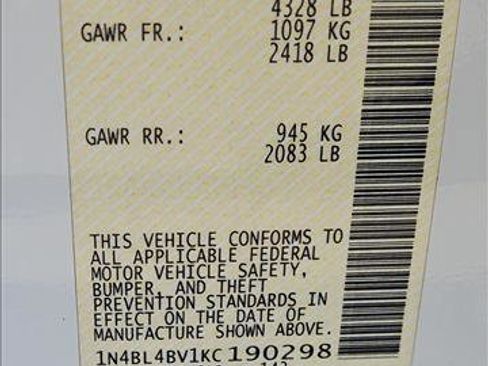 4328 LB
GAWR FR.: 1097 KG
2418 LB
GAWR RR.: 945 KG
2083 LB
THIS VEHICLE CONFORMS TO
ALL APPLICABLE FEDERAL
MOTOR VEHICLE SAFETY,
BUMPER, AND THEFT
PREVENTION STANDARDS IN
EFFECT ON THE DATE OF
MANUFACTURE SHOWN ABOVE.
1N4BL4BV1KC190298